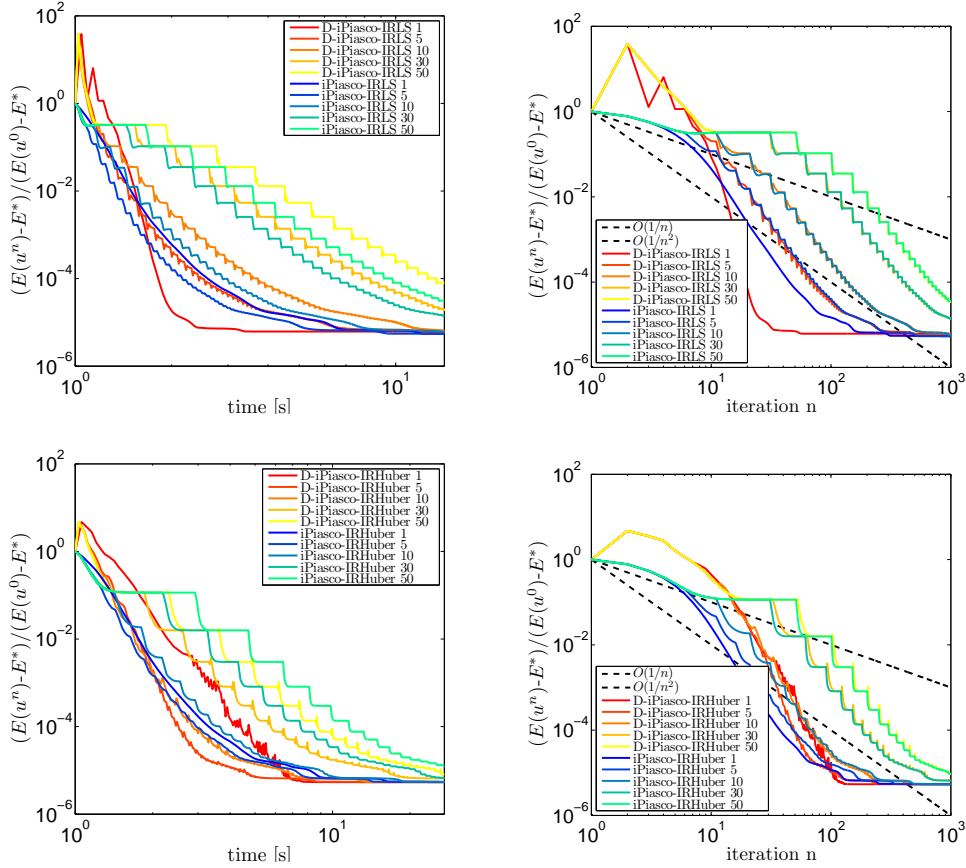 10^2
10^0
10^-2
10^-4
10^-6
(E(u^n)-E*)/(E(u^0)-E*)
D-iPiasco-IRLS 1
D-iPiasco-IRLS 5
D-iPiasco-IRLS 10
D-iPiasco-IRLS 30
D-iPiasco-IRLS 50
iPiasco-IRLS 1
iPiasco-IRLS 5
iPiasco-IRLS 10
iPiasco-IRLS 30
iPiasco-IRLS 50
10^0
10^1
time [s]
10^2
10^0
10^-2
10^-4
10^-6
(E(u^n)-E*)/(E(u^0)-E*)
O(1/n)
O(1/n^2)
D-iPiasco-IRLS 1
D-iPiasco-IRLS 5
D-iPiasco-IRLS 10
D-iPiasco-IRLS 30
D-iPiasco-IRLS 50
iPiasco-IRLS 1
iPiasco-IRLS 5
iPiasco-IRLS 10
iPiasco-IRLS 30
iPiasco-IRLS 50
10^0
10^1
10^2
10^3
iteration n
10^2
10^0
10^-2
10^-4
10^-6
(E(u^n)-E*)/(E(u^0)-E*)
D-iPiasco-IRHuber 1
D-iPiasco-IRHuber 5
D-iPiasco-IRHuber 10
D-iPiasco-IRHuber 30
D-iPiasco-IRHuber 50
iPiasco-IRHuber 1
iPiasco-IRHuber 5
iPiasco-IRHuber 10
iPiasco-IRHuber 30
iPiasco-IRHuber 50
10^0
10^1
time [s]
10^2
10^0
10^-2
10^-4
10^-6
(E(u^n)-E*)/(E(u^0)-E*)
O(1/n)
O(1/n^2)
D-iPiasco-IRHuber 1
D-iPiasco-IRHuber 5
D-iPiasco-IRHuber 10
D-iPiasco-IRHuber 30
D-iPiasco-IRHuber 50
iPiasco-IRHuber 1
iPiasco-IRHuber 5
iPiasco-IRHuber 10
iPiasco-IRHuber 30
iPiasco-IRHuber 50
10^0
10^1
10^2
10^3
iteration n